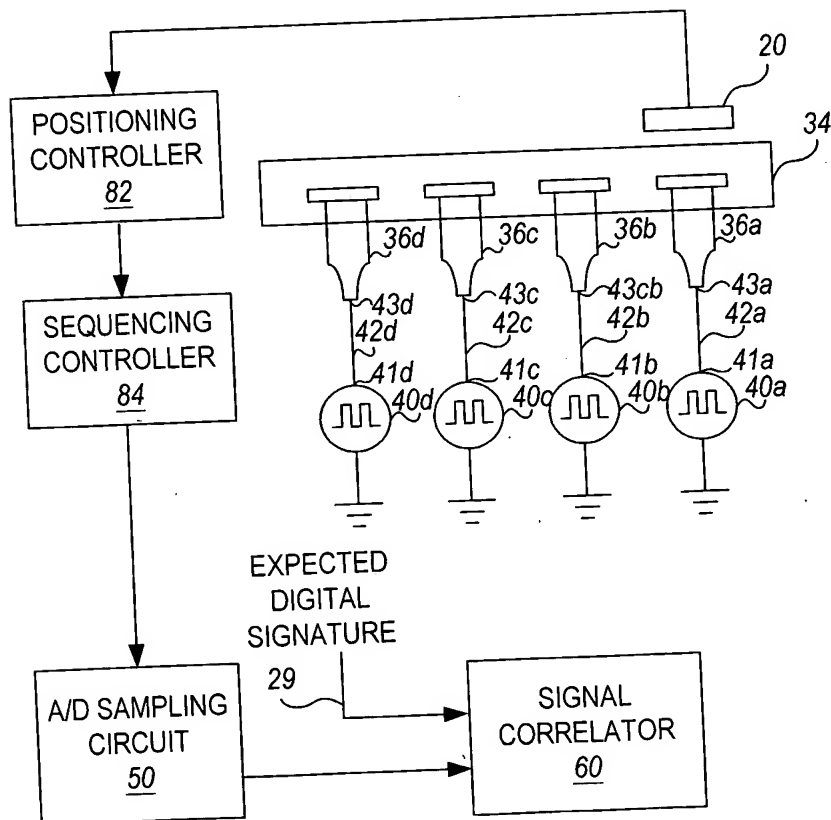 20
34
POSITIONING
CONTROLLER
82
36d
36c
36b
36a
43d
43c
43cb
43a
42d
42c
42b
42a
41d
41c
41b
41a
40d
40c
40b
40a
SEQUENCING
CONTROLLER
84
EXPECTED
DIGITAL
SIGNATURE
29
A/D SAMPLING
CIRCUIT
50
SIGNAL
CORRELATOR
60